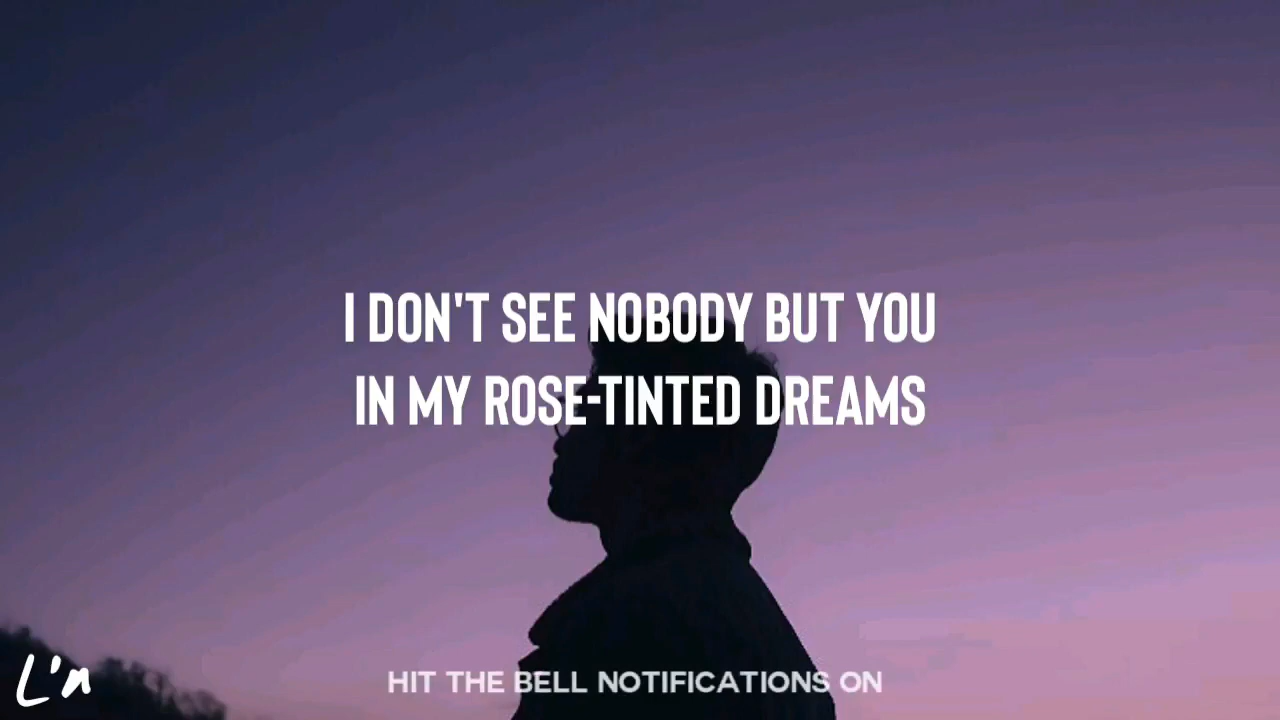 I DON'T SEE NOBODY BUT YOU
IN MY ROSE-TINTED DREAMS
L'n
HIT THE BELL NOTIFICATIONS ON